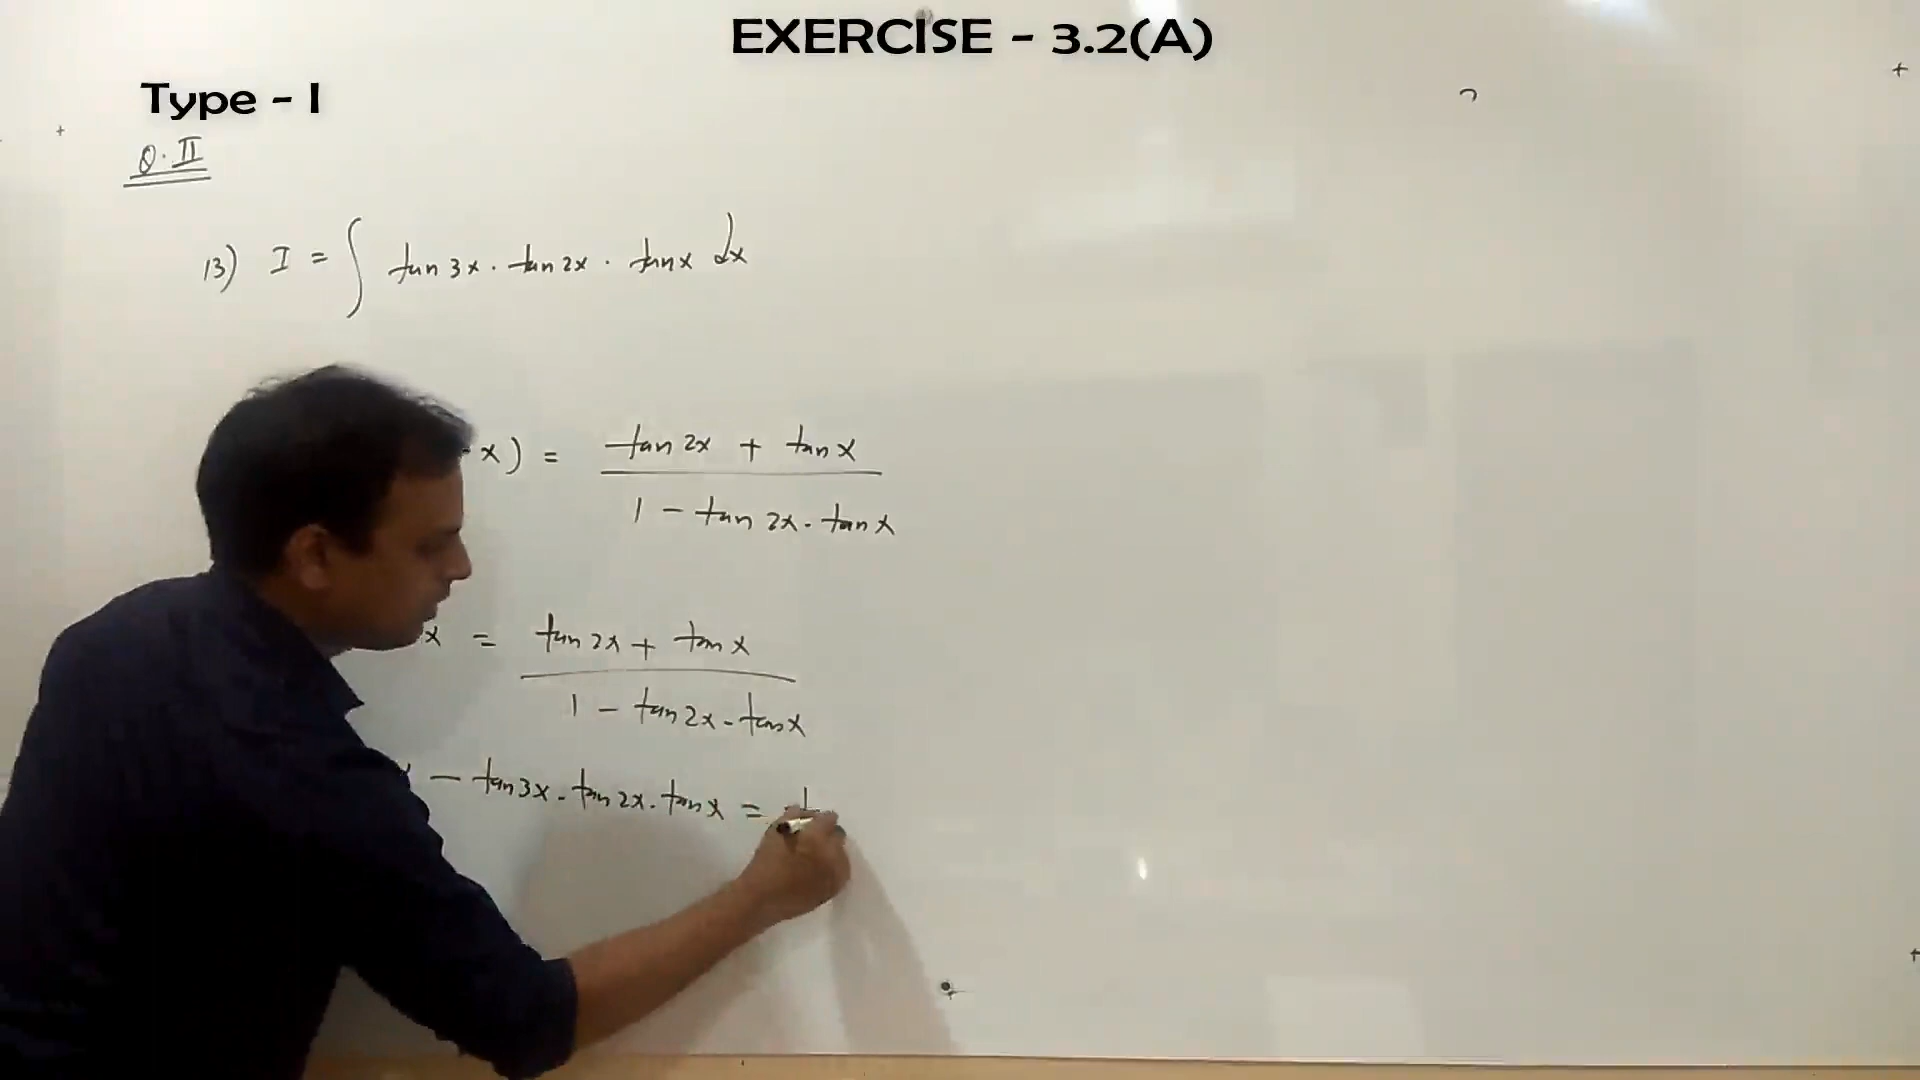 EXERCISE - 3.2(A)
Type - I
Q. II
13) I = ∫ tan 3x . tan 2x . tan x dx
x) = tan 2x + tan x
1 - tan 2x . tan x
x = tan 2x + tan x
1 - tan 2x . tan x
- tan 3x . tan 2x . tan x =